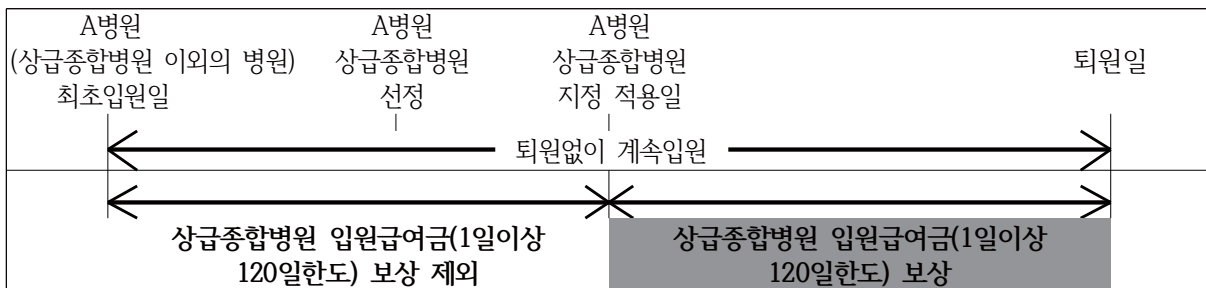 A병원
(상급종합병원 이외의 병원)
최초입원일
A병원
상급종합병원
선정
A병원
상급종합병원
지정 적용일
퇴원일
퇴원없이 계속입원
상급종합병원 입원급여금(1일이상
120일한도) 보상 제외
상급종합병원 입원급여금(1일이상
120일한도) 보상